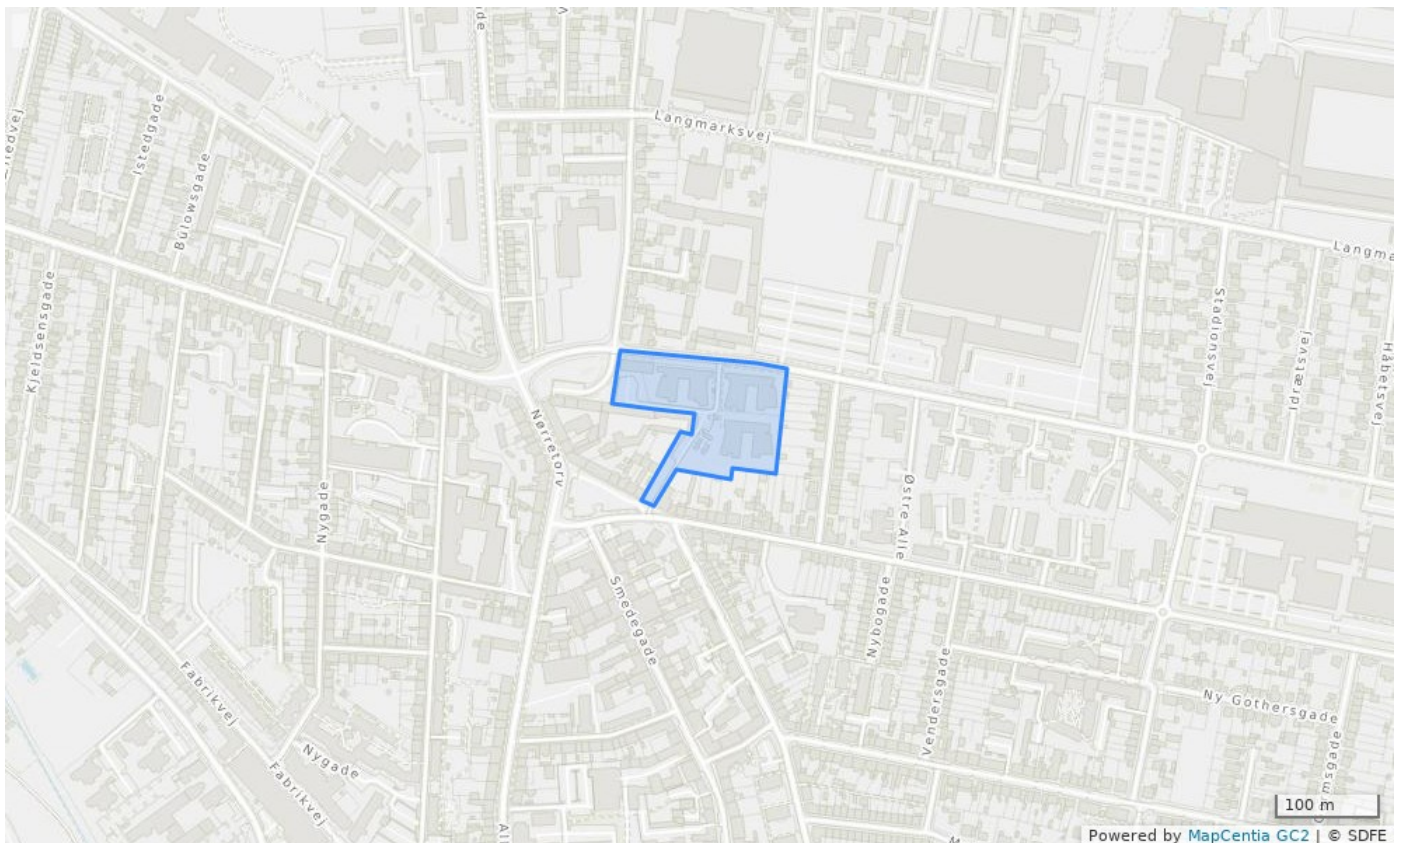 Langmarksvej
Istedgade
Bülowsgade
Langma
Kjeldsensgade
Stadionsvej
Idrætsvej
Håbetsvej
Nørretorv
Nygade
Østre Alle
Smedegade
Nybogade
Vendersgade
Fabrikvej
Ny Gothersgade
Nygade
Fabrikvej
100 m
Powered by MapCentia GC2 | © SDFE